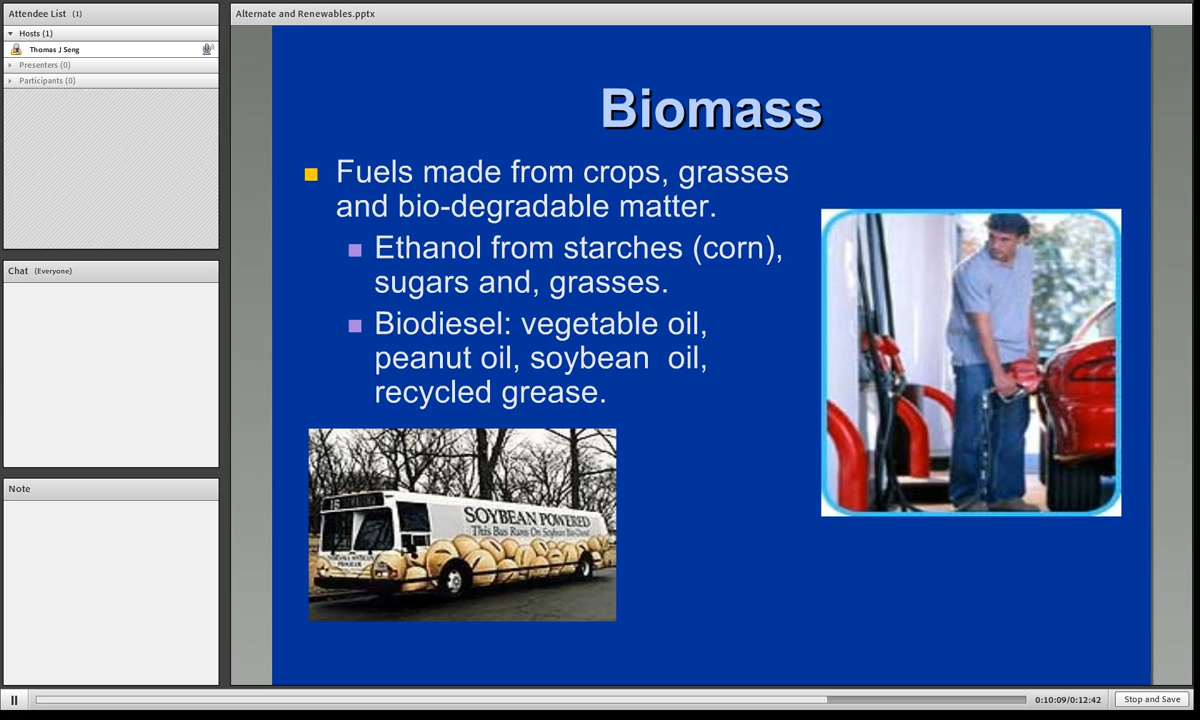 Attendee List (1)
Hosts (1)
Thomas J Seng
Presenters (0)
Participants (0)
Chat (Everyone)
Note
Alternate and Renewables.pptx
Biomass
Fuels made from crops, grasses
and bio-degradable matter.
Ethanol from starches (corn),
sugars and, grasses.
Biodiesel: vegetable oil,
peanut oil, soybean  oil,
recycled grease.
SOYBEAN POWERED
This Bus Runs On Soybean Bio-Diesel
0:10:09/0:12:42
Stop and Save